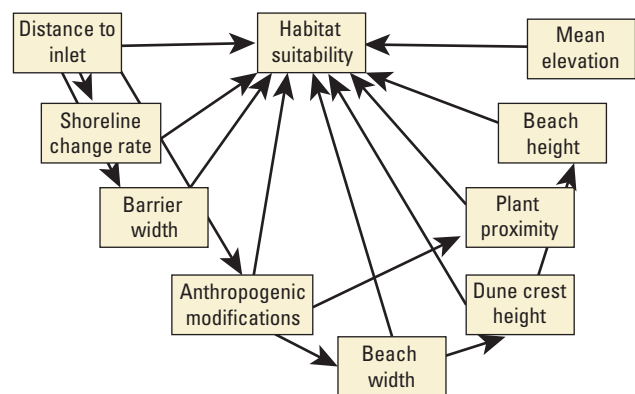 Distance to
inlet
Habitat
suitability
Mean
elevation
Shoreline
change rate
Beach
height
Barrier
width
Plant
proximity
Anthropogenic
modifications
Dune crest
height
Beach
width